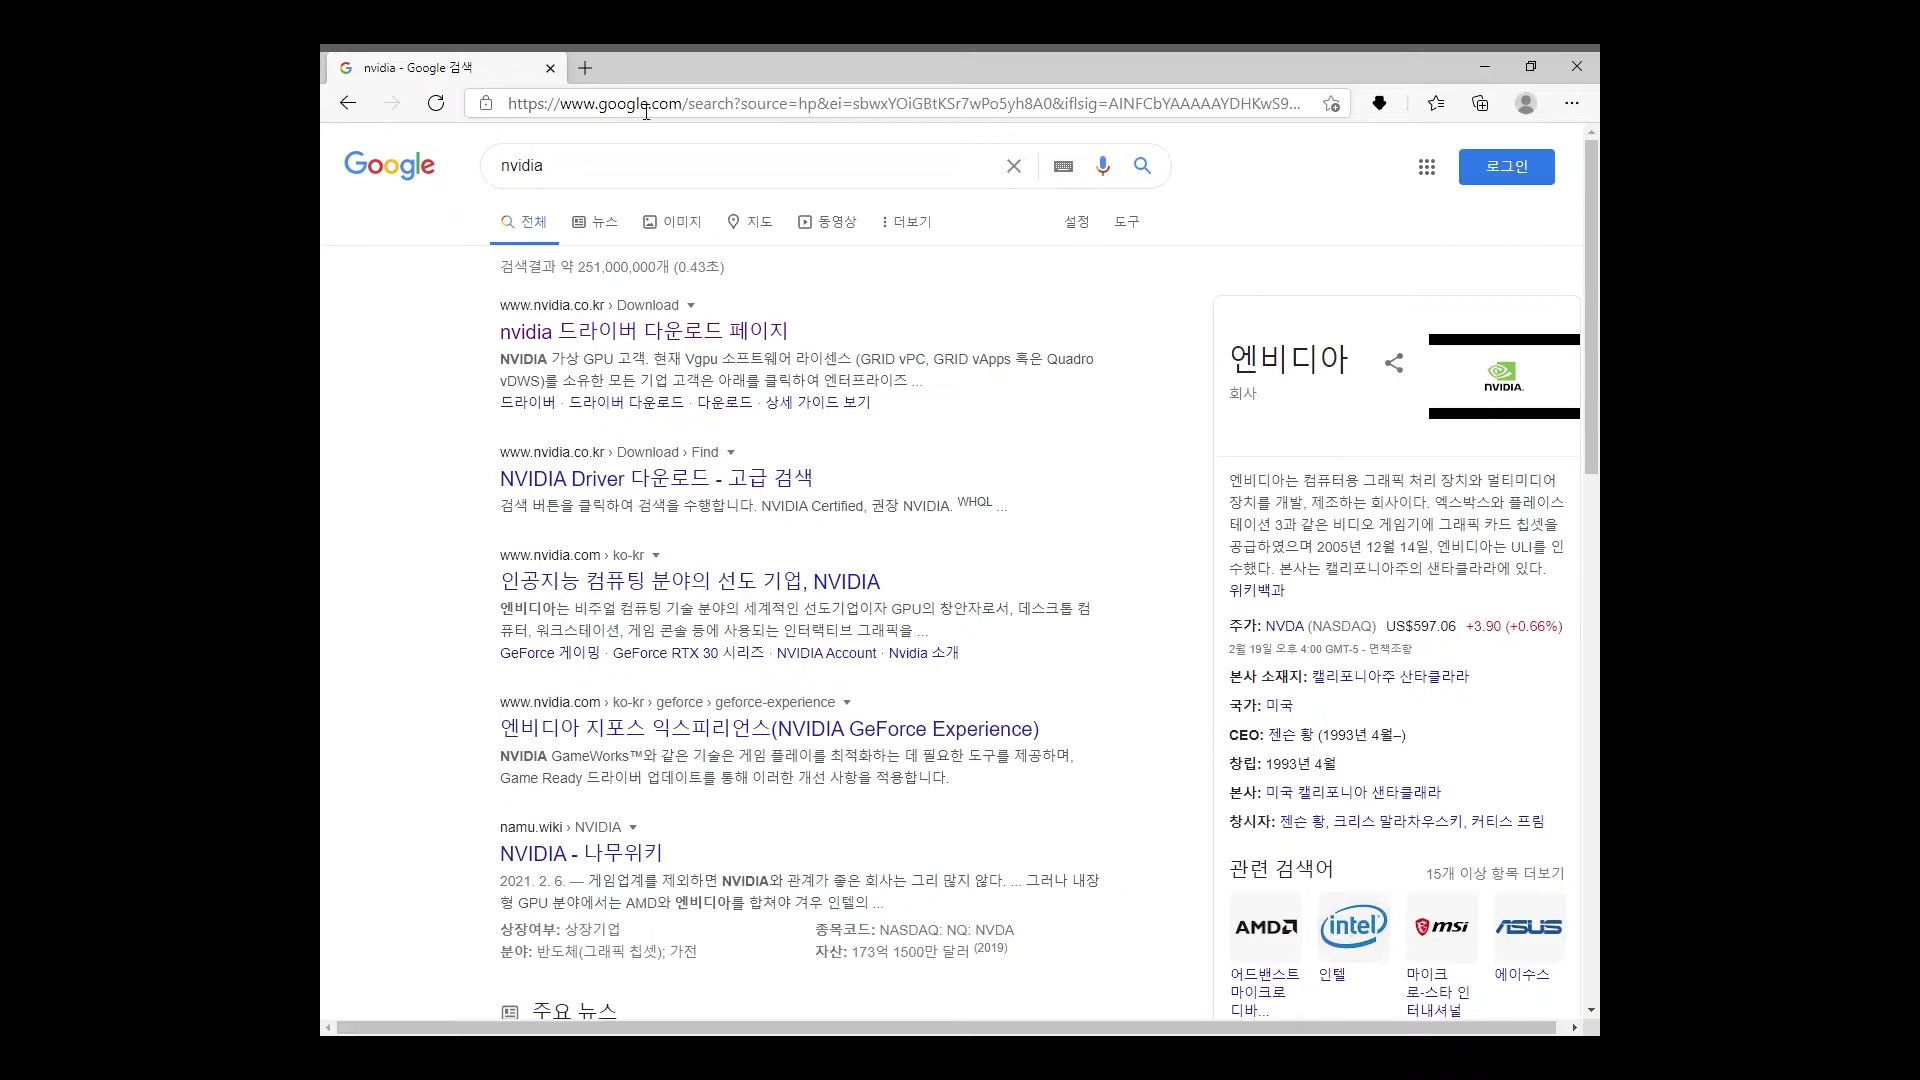 nvidia - Google 검색
https://www.google.com/search?source=hp&ei=sbwxYOiGBtKSr7wPo5yh8A0&iflsig=AINFCbYAAAAAYDHKwS9...
Google
nvidia
로그인
전체
뉴스
이미지
지도
동영상
더보기
설정
도구
검색결과 약 251,000,000개 (0.43초)
www.nvidia.co.kr › Download
nvidia 드라이버 다운로드 페이지
NVIDIA 가상 GPU 고객. 현재 Vgpu 소프트웨어 라이센스 (GRID vPC, GRID vApps 혹은 Quadro
vDWS)를 소유한 모든 기업 고객은 아래를 클릭하여 엔터프라이즈 ...
드라이버 · 드라이버 다운로드 · 다운로드 · 상세 가이드 보기
www.nvidia.co.kr › Download › Find
NVIDIA Driver 다운로드 - 고급 검색
검색 버튼을 클릭하여 검색을 수행합니다. NVIDIA Certified, 권장 NVIDIA. WHQL ...
www.nvidia.com › ko-kr
인공지능 컴퓨팅 분야의 선도 기업, NVIDIA
엔비디아는 비주얼 컴퓨팅 기술 분야의 세계적인 선도기업이자 GPU의 창안자로서, 데스크톱 컴
퓨터, 워크스테이션, 게임 콘솔 등에 사용되는 인터랙티브 그래픽을 ...
GeForce 게이밍 · GeForce RTX 30 시리즈 · NVIDIA Account · Nvidia 소개
www.nvidia.com › ko-kr › geforce › geforce-experience
엔비디아 지포스 익스피리언스(NVIDIA GeForce Experience)
NVIDIA GameWorks™와 같은 기술은 게임 플레이를 최적화하는 데 필요한 도구를 제공하며,
Game Ready 드라이버 업데이트를 통해 이러한 개선 사항을 적용합니다.
namu.wiki › NVIDIA
NVIDIA - 나무위키
2021. 2. 6. — 게임업계를 제외하면 NVIDIA와 관계가 좋은 회사는 그리 많지 않다. ... 그러나 내장
형 GPU 분야에서는 AMD와 엔비디아를 합쳐야 겨우 인텔의 ...
상장여부: 상장기업
종목코드: NASDAQ: NQ: NVDA
분야: 반도체(그래픽 칩셋); 가전
자산: 173억 1500만 달러 (2019)
주요 뉴스
엔비디아
회사
NVIDIA.
엔비디아는 컴퓨터용 그래픽 처리 장치와 멀티미디어
장치를 개발, 제조하는 회사이다. 엑스박스와 플레이스
테이션 3과 같은 비디오 게임기에 그래픽 카드 칩셋을
공급하였으며 2005년 12월 14일, 엔비디아는 ULI를 인
수했다. 본사는 캘리포니아주의 샌타클라라에 있다.
위키백과
주가: NVDA (NASDAQ) US$597.06 +3.90 (+0.66%)
2월 19일 오후 4:00 GMT-5 - 면책조항
본사 소재지: 캘리포니아주 산타클라라
국가: 미국
CEO: 젠슨 황 (1993년 4월–)
창립: 1993년 4월
본사: 미국 캘리포니아 샌타클래라
창시자: 젠슨 황, 크리스 말라차우스키, 커티스 프림
관련 검색어
15개 이상 항목 더보기
AMD
intel
msi
ASUS
어드밴스트
마이크로
디바...
인텔
마이크
로-스타 인
터내셔널
에이수스